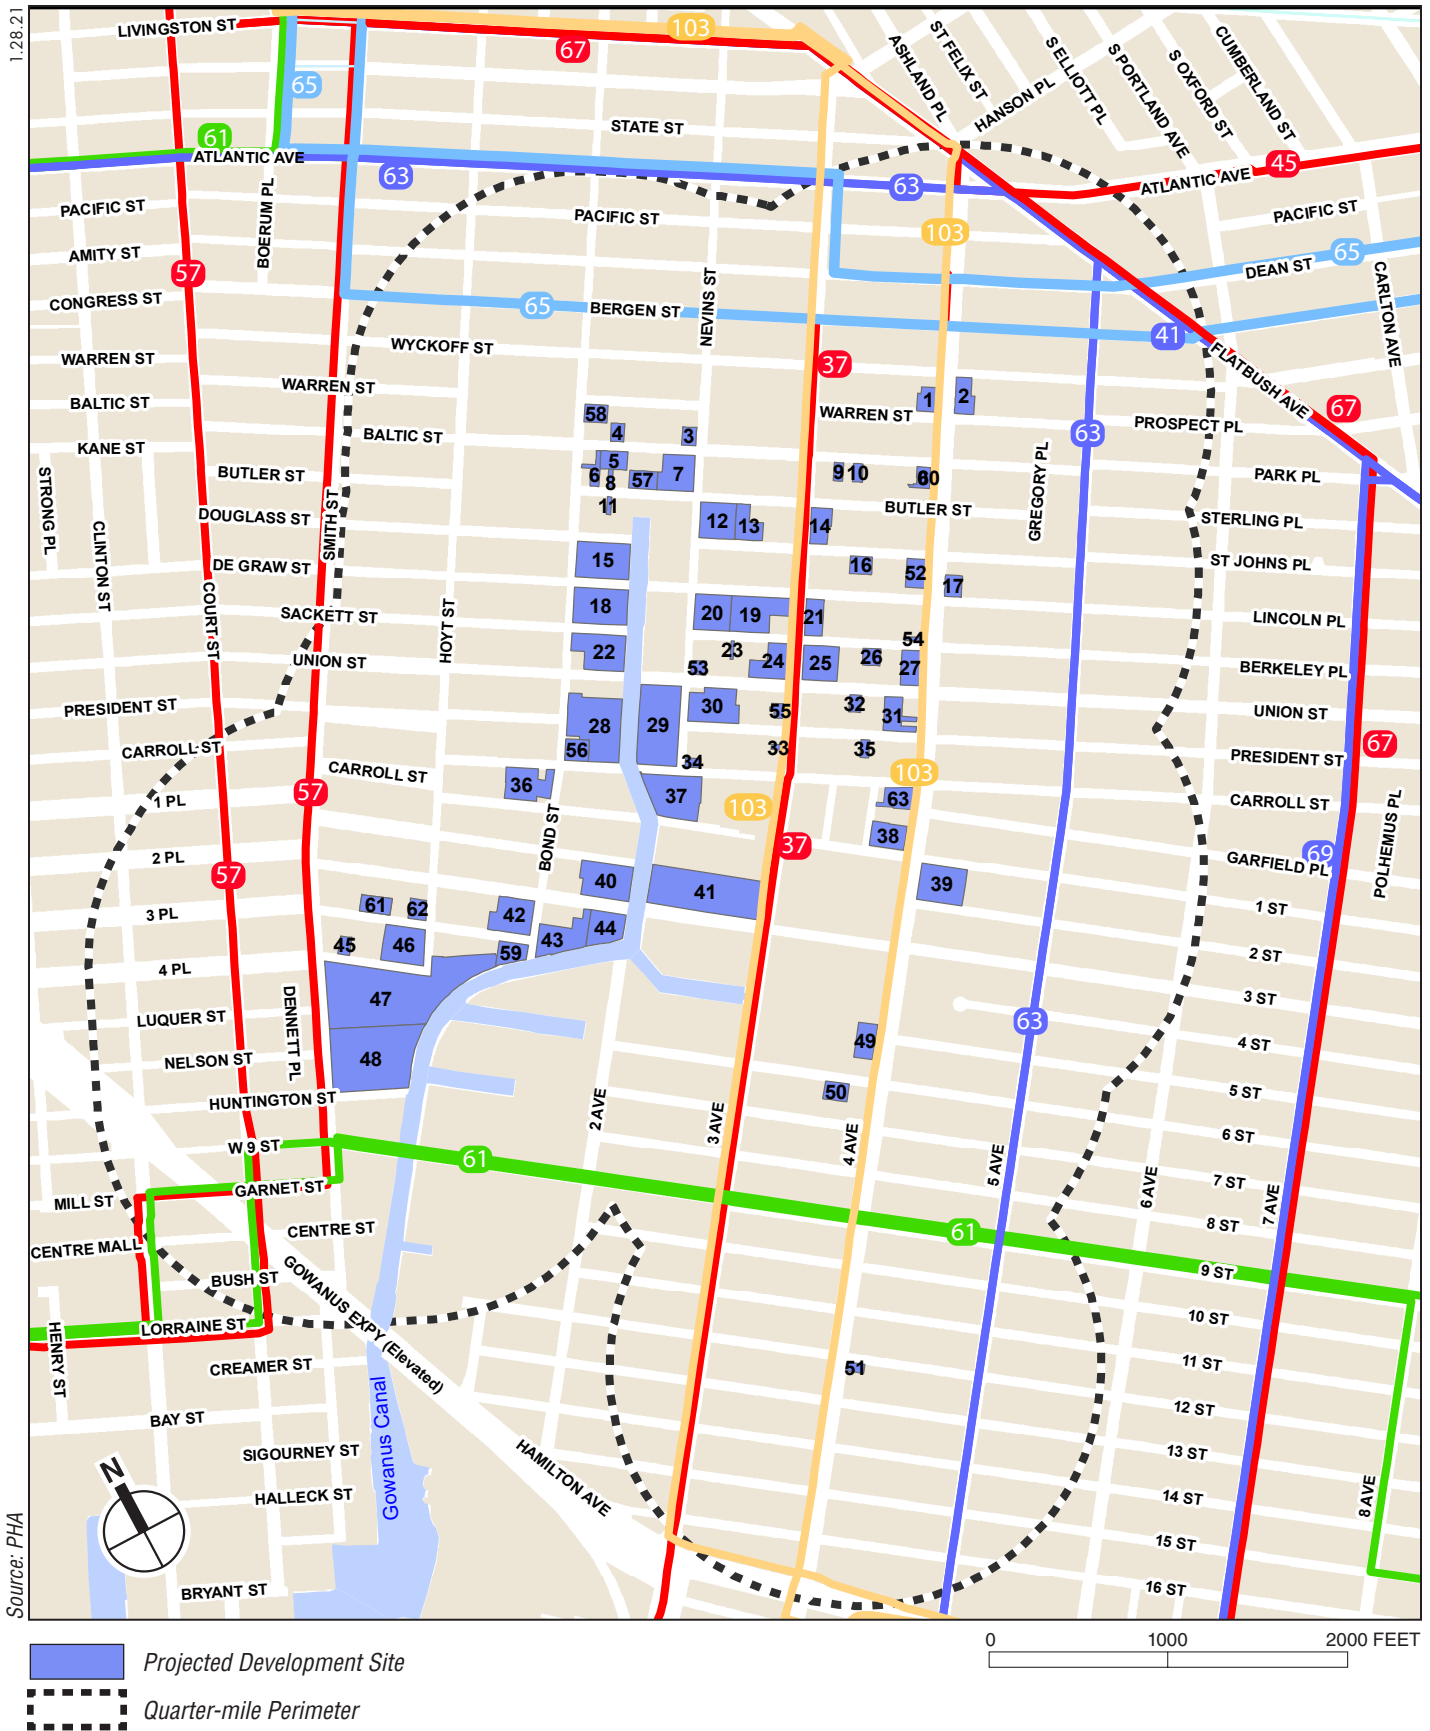 1.28.21
LIVINGSTON ST
103
67
ASHLAND PL
ST FELIX ST
HANSON PL
S ELLIOTT PL
S PORTLAND AVE
S OXFORD ST
CUMBERLAND ST
65
61
STATE ST
ATLANTIC AVE
63
63
45
ATLANTIC AVE
PACIFIC ST
BOERUM PL
PACIFIC ST
PACIFIC ST
103
AMITY ST
57
65
DEAN ST
CARLTON AVE
CONGRESS ST
65
BERGEN ST
NEVINS ST
41
WARREN ST
WYCKOFF ST
37
FLATBUSH AVE
WARREN ST
1
2
67
BALTIC ST
58
4
3
WARREN ST
63
PROSPECT PL
KANE ST
BALTIC ST
5
6
8
57
7
9
10
60
GREGORY PL
PARK PL
STRONG PL
BUTLER ST
11
BUTLER ST
CLINTON ST
DOUGLASS ST
SMITH ST
12
13
14
STERLING PL
DE GRAW ST
15
16
52
17
ST JOHNS PL
COURT ST
SACKETT ST
HOYT ST
18
20
19
21
LINCOLN PL
UNION ST
22
53
23
24
25
26
54
27
BERKELEY PL
PRESIDENT ST
28
29
30
55
32
31
UNION ST
CARROLL ST
56
34
33
35
PRESIDENT ST
67
CARROLL ST
36
37
103
63
CARROLL ST
1 PL
57
103
POLHEMUS PL
2 PL
BOND ST
37
38
69
GARFIELD PL
57
40
41
39
1 ST
3 PL
61
62
42
45
46
59
43
44
2 ST
4 PL
47
3 ST
LUQUER ST
DENNETT PL
63
4 ST
NELSON ST
48
49
HUNTINGTON ST
50
5 ST
2 AVE
3 AVE
4 AVE
5 AVE
6 AVE
7 AVE
6 ST
W 9 ST
61
7 ST
GARNET ST
MILL ST
8 ST
CENTRE MALL
CENTRE ST
61
BUSH ST
9 ST
GOWANUS EXPY (Elevated)
HENRY ST
LORRAINE ST
10 ST
CREAMER ST
51
11 ST
BAY ST
12 ST
Gowanus Canal
SIGOURNEY ST
HAMILTON AVE
13 ST
N
HALLECK ST
14 ST
8 AVE
15 ST
BRYANT ST
16 ST
Source: PHA
0 1000 2000 FEET
Projected Development Site
Quarter-mile Perimeter